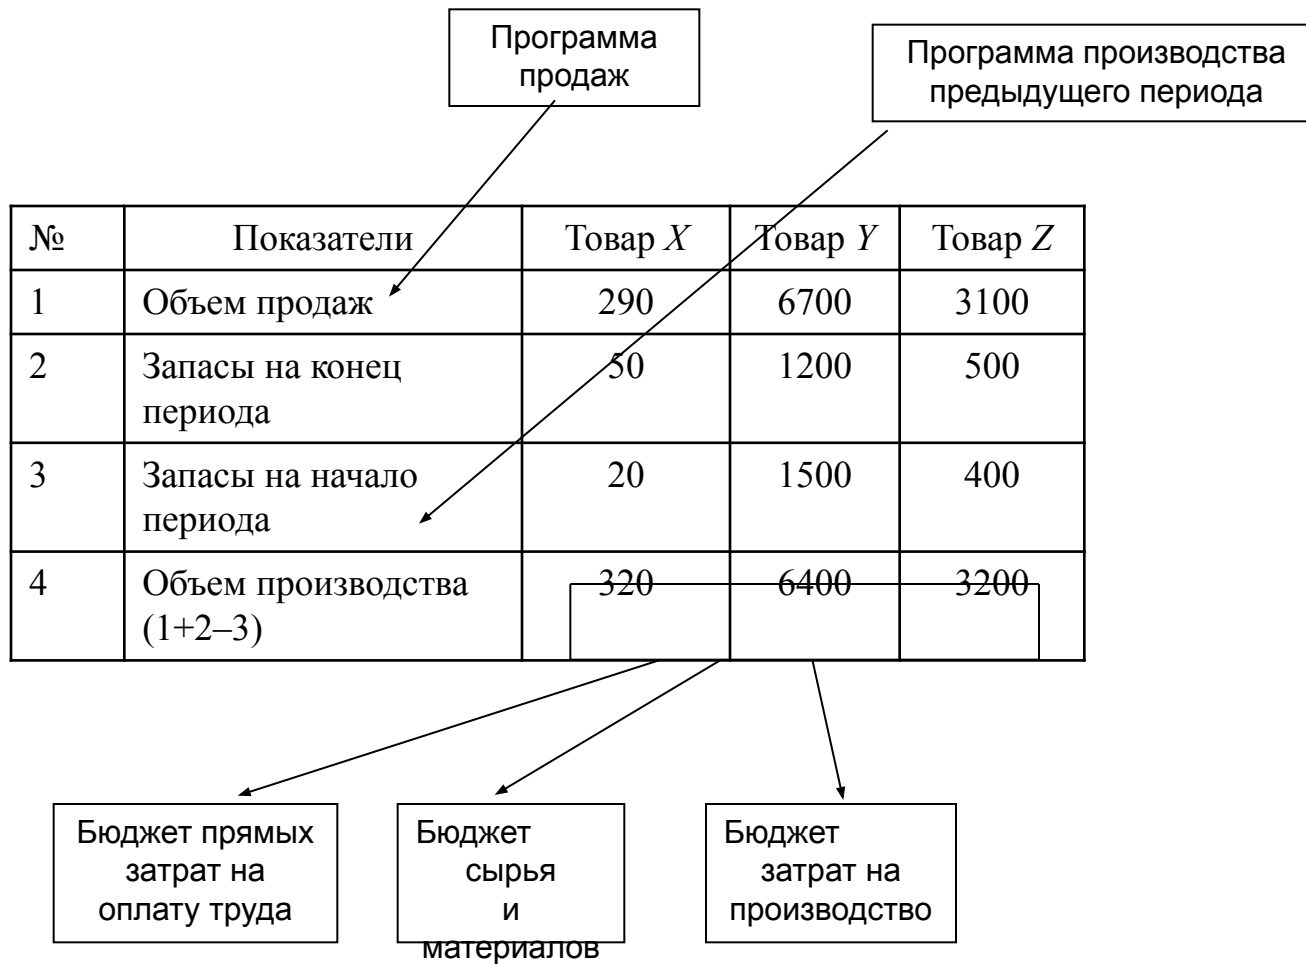 Программа
продаж
Программа производства
предыдущего периода
№ Показатели Товар X Товар Y Товар Z
1 Объем продаж 290 6700 3100
2 Запасы на конец 50 1200 500
периода
3 Запасы на начало 20 1500 400
периода
4 Объем производства 320 6400 3200
(1+2–3)
Бюджет прямых
затрат на
оплату труда
Бюджет
сырья
и
материалов
Бюджет
затрат на
производство